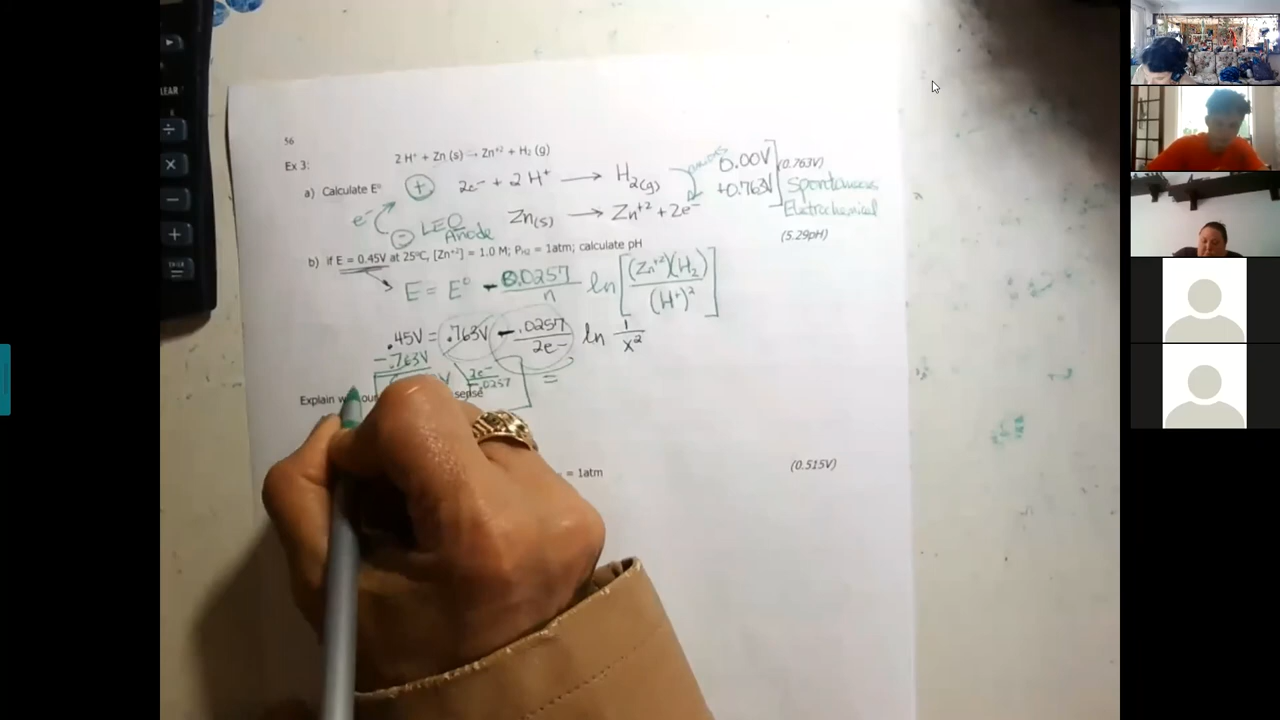 56
Ex 3:
2 H⁺ + Zn (s) → Zn⁺² + H₂ (g)
a) Calculate E°
+
2e⁻ + 2 H⁺ → H₂(g)
0.00V
(0.763V)
+0.763V
Spontaneous
Electrochemical
e⁻
−
LEO
Anode
Zn(s) → Zn⁺² + 2e⁻
(5.29pH)
b) if E = 0.45V at 25°C, [Zn⁺²] = 1.0 M; P_H2 = 1atm; calculate pH
E = E° - 0.0257/n ln [(Zn⁺²)(H₂)/(H⁺)²]
.45V = .763V - .0257/2e⁻ ln 1/x²
-.763V
V 2e⁻/-.0257 =
Explain
sense
= 1atm
(0.515V)
CLEAR
÷
×
−
+
=